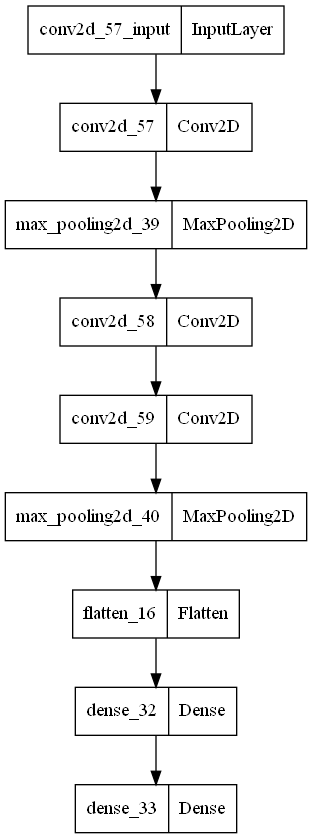 conv2d_57_input InputLayer
conv2d_57 Conv2D
max_pooling2d_39 MaxPooling2D
conv2d_58 Conv2D
conv2d_59 Conv2D
max_pooling2d_40 MaxPooling2D
flatten_16 Flatten
dense_32 Dense
dense_33 Dense